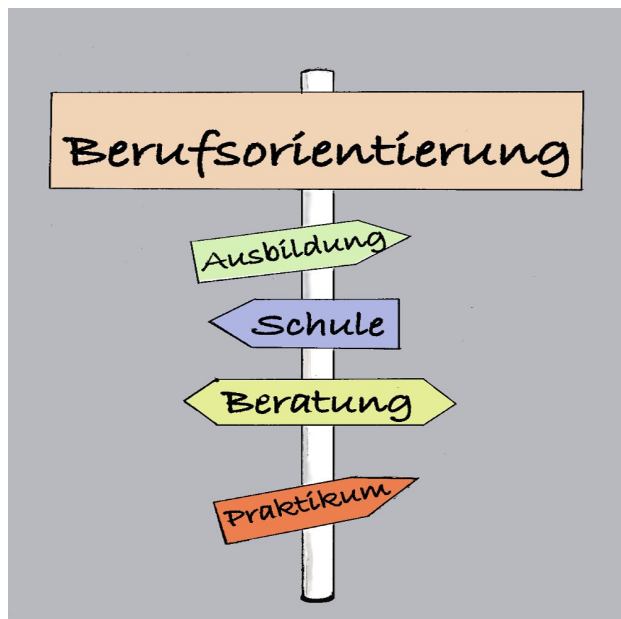 Berufsorientierung
Ausbildung
Schule
Beratung
Praktikum